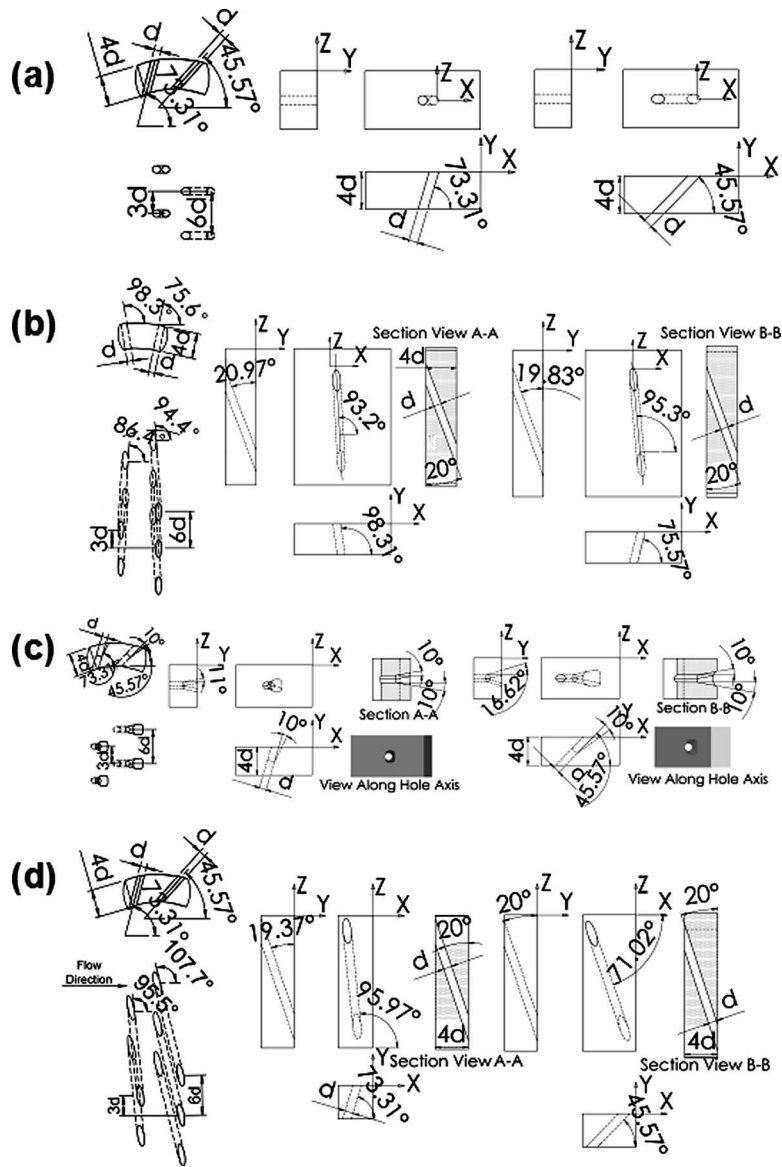 (a)
4d
d
73.31°
d
45.57°
Z
Y
Z
X
Z
Y
Z
X
3d
6d
4d
d
73.31°
Y
X
4d
d
45.57°
Y
X
(b)
98.3°
75.6°
4d
d
d
94.4°
3d
6d
Z
Y
20.97°
Z
X
93.2°
Section View A-A
4d
d
20°
Y
X
98.31°
Z
Y
19.83°
Z
X
95.3°
Section View B-B
d
20°
Y
X
75.57°
(c)
d
10°
4d
73.31
45.57°
3d
6d
Z
Y
11°
Z
X
10°
10°
Section A-A
4d
d
10°
Y
X
View Along Hole Axis
Z
Y
16.62°
Z
X
10°
10°
Section B-B
4d
d
45.57°
10°
Y
X
View Along Hole Axis
(d)
4d
d
73.31°
d
45.57°
Flow
Direction
107.7°
95.5°
3d
6d
Z
Y
19.37°
Z
X
95.97°
20°
d
4d
Section View A-A
Y
X
d
73.31°
Z
Y
20°
Z
X
71.02°
20°
d
4d
Section View B-B
Y
X
45.57°